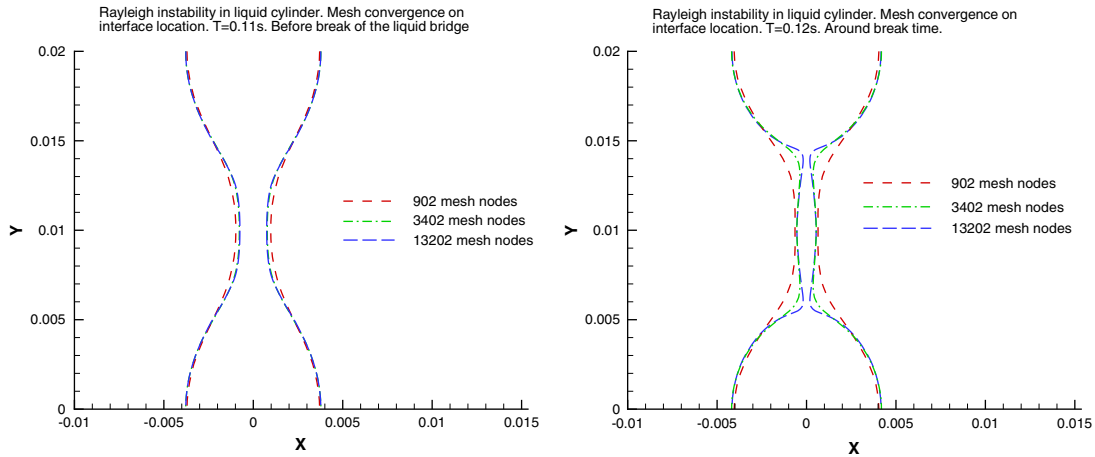 Rayleigh instability in liquid cylinder. Mesh convergence on
interface location. T=0.11s. Before break of the liquid bridge
0.02
0.015
0.01
0.005
0
Y
-0.01
-0.005
0
0.005
0.01
0.015
X
902 mesh nodes
3402 mesh nodes
13202 mesh nodes
Rayleigh instability in liquid cylinder. Mesh convergence on
interface location. T=0.12s. Around break time.
0.02
0.015
0.01
0.005
0
Y
-0.01
-0.005
0
0.005
0.01
0.015
X
902 mesh nodes
3402 mesh nodes
13202 mesh nodes